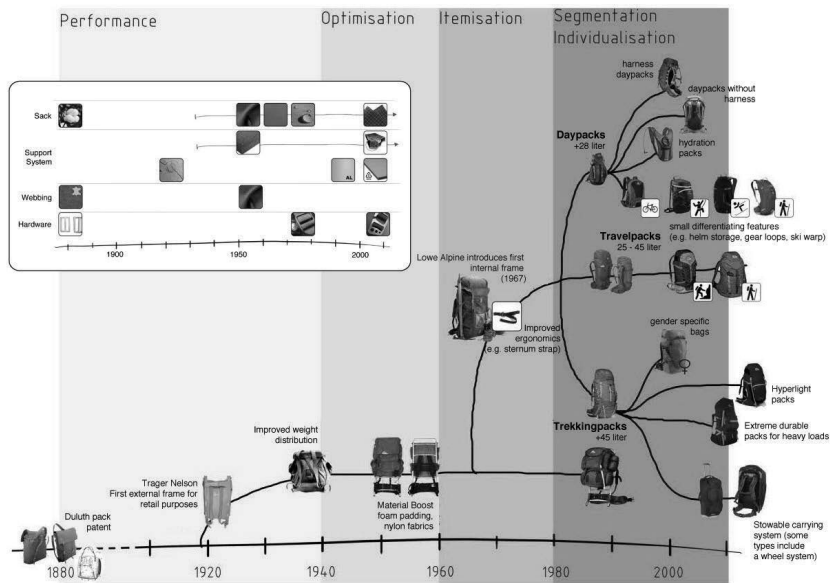 Performance
Optimisation
Itemisation
Segmentation
Individualisation
Sack
Support
System
Webbing
Hardware
AL
1900
1950
2000
harness
daypacks
daypacks without
harness
Daypacks
+28 liter
hydration
packs
small differentiating features
(e.g. helm storage, gear loops, ski warp)
Travelpacks
25 - 45 liter
Lowe Alpine introduces first
internal frame
(1967)
Improved
ergonomics
(e.g. sternum strap)
gender specific
bags
Hyperlight
packs
Trekkingpacks
+45 liter
Extreme durable
packs for heavy loads
Improved weight
distribution
Trager Nelson
First external frame for
retail purposes
Material Boost
foam padding,
nylon fabrics
Duluth pack
patent
Stowable carrying
system (some
types include
a wheel system)
1880
1920
1940
1960
1980
2000